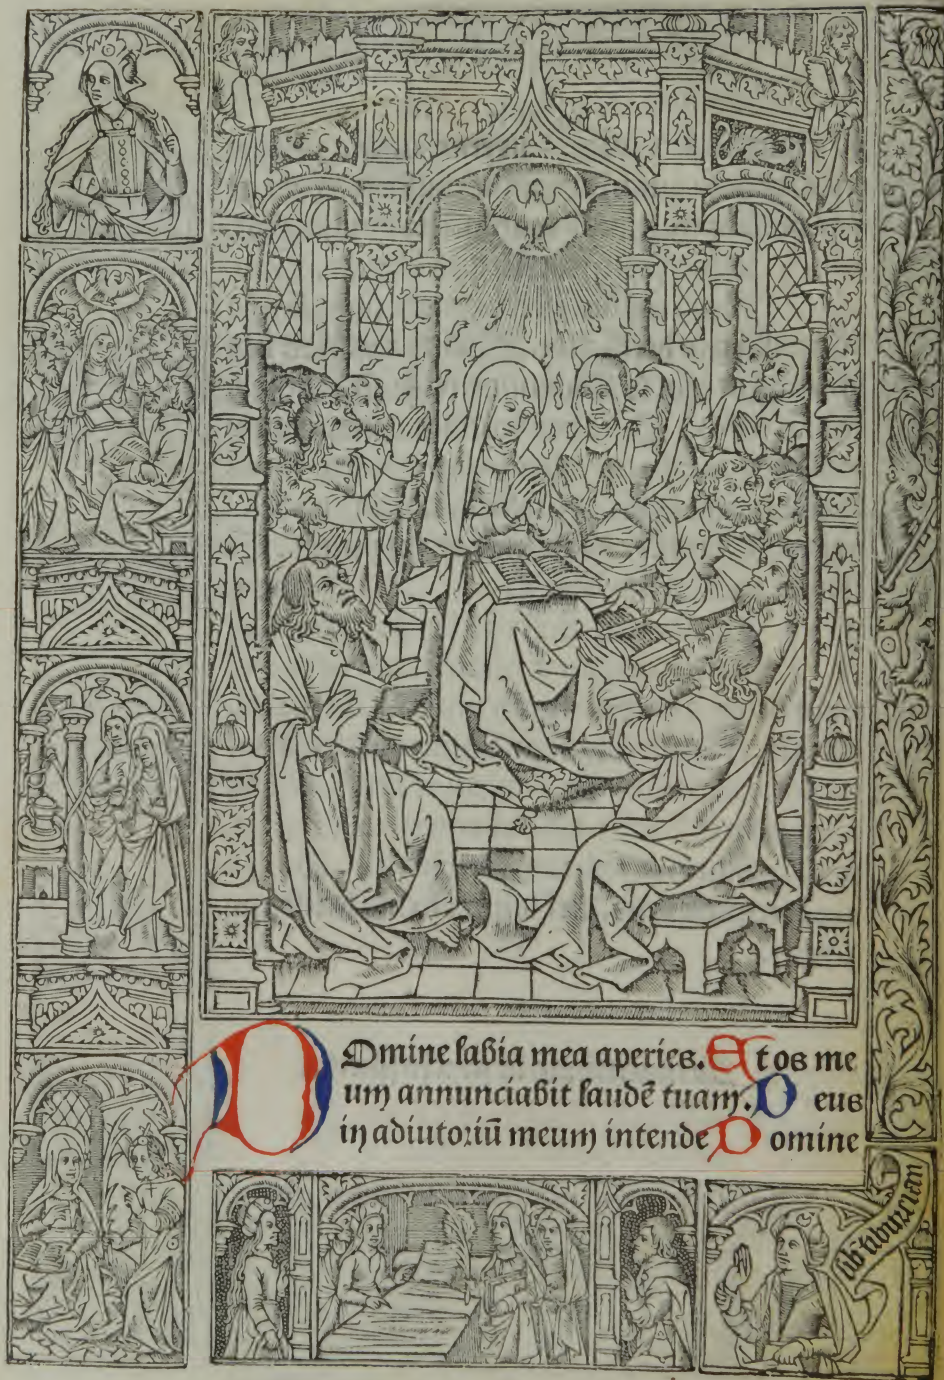 DOmine labia mea aperies. Et os me
um annunciabit laudē tuam. Deus
in adiutoriū meum intende Domine